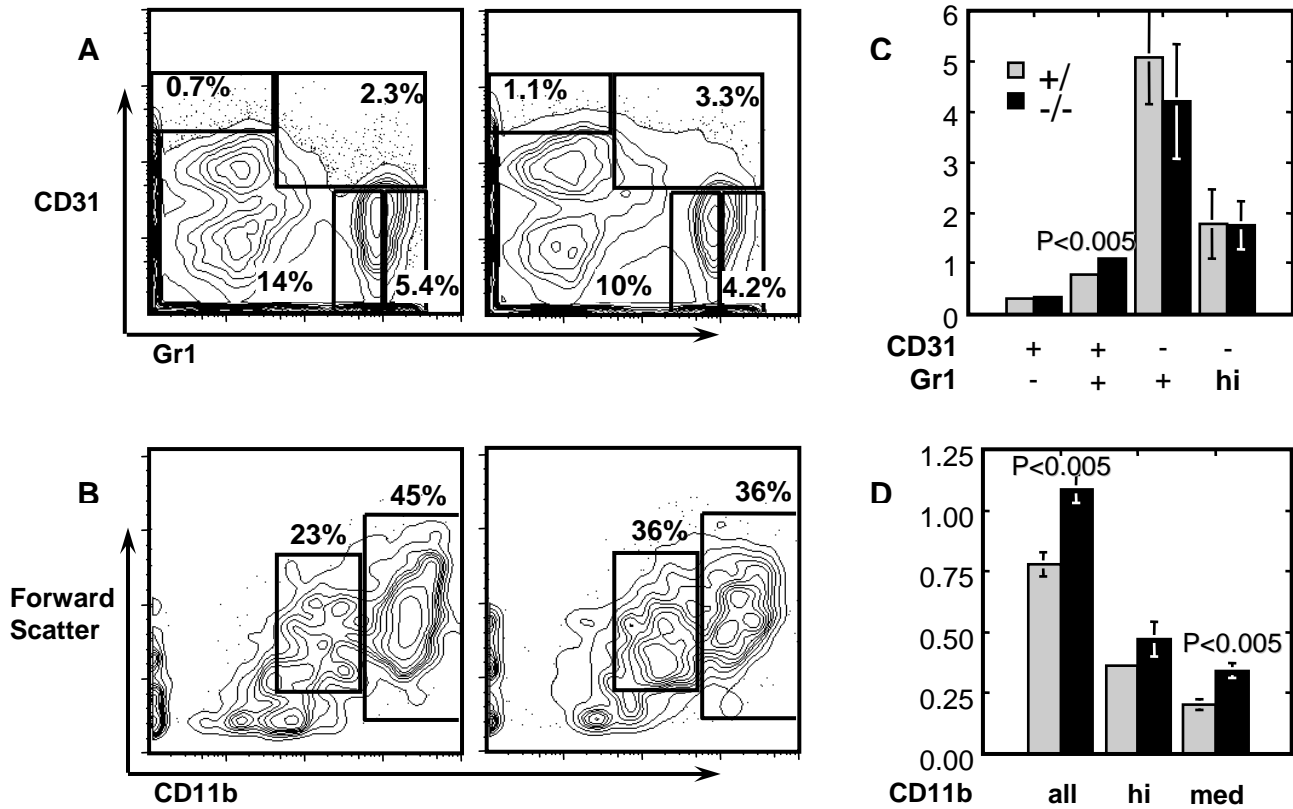 A
0.7%
2.3%
14%
5.4%
1.1%
3.3%
10%
4.2%
CD31
Gr1
C
6
5
4
3
2
1
0
+/
-/-
P<0.005
CD31 + + - -
Gr1 - + + hi
B
23%
45%
36%
36%
Forward
Scatter
CD11b
D
1.25
1.00
0.75
0.50
0.25
0.00
P<0.005
P<0.005
CD11b all hi med